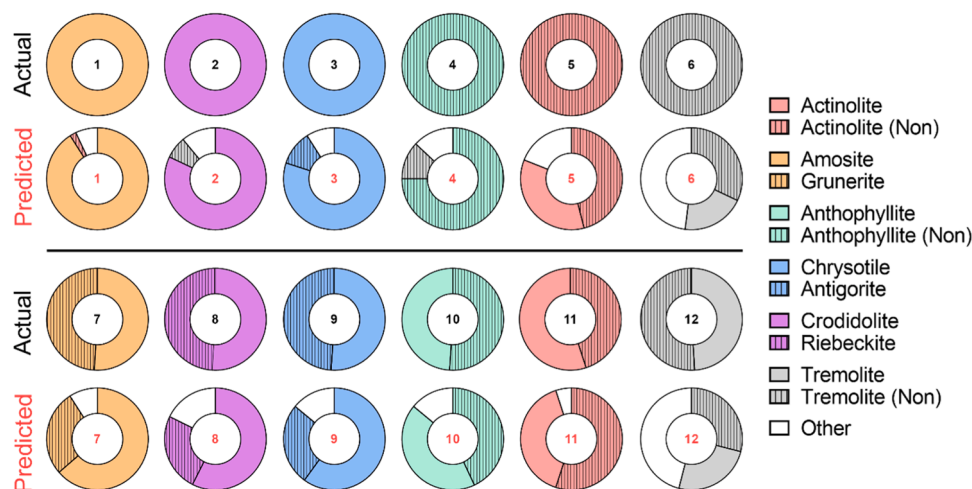 Actual
1 2 3 4 5 6
Predicted
1 2 3 4 5 6
Actual
7 8 9 10 11 12
Predicted
7 8 9 10 11 12
Actinolite
Actinolite (Non)
Amosite
Grunerite
Anthophyllite
Anthophyllite (Non)
Chrysotile
Antigorite
Crodidolite
Riebeckite
Tremolite
Tremolite (Non)
Other